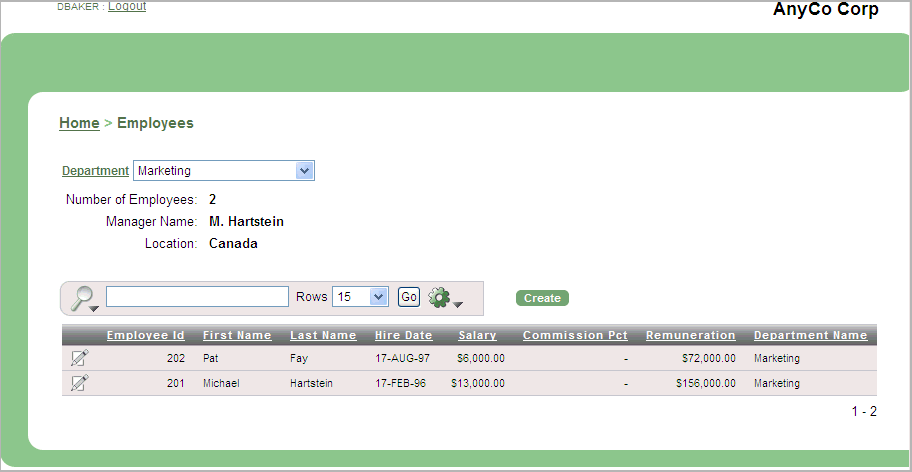 DBAKER : Logout
AnyCo Corp
Home > Employees
Department Marketing
Number of Employees: 2
Manager Name: M. Hartstein
Location: Canada
Rows 15 Go Create
Employee Id First Name Last Name Hire Date Salary Commission Pct Remuneration Department Name
202 Pat Fay 17-AUG-97 $6,000.00 - $72,000.00 Marketing
201 Michael Hartstein 17-FEB-96 $13,000.00 - $156,000.00 Marketing
1 - 2